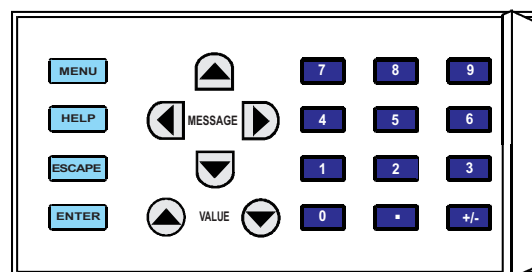 MENU 7 8 9
HELP MESSAGE 4 5 6
ESCAPE 1 2 3
ENTER VALUE 0 . +/-